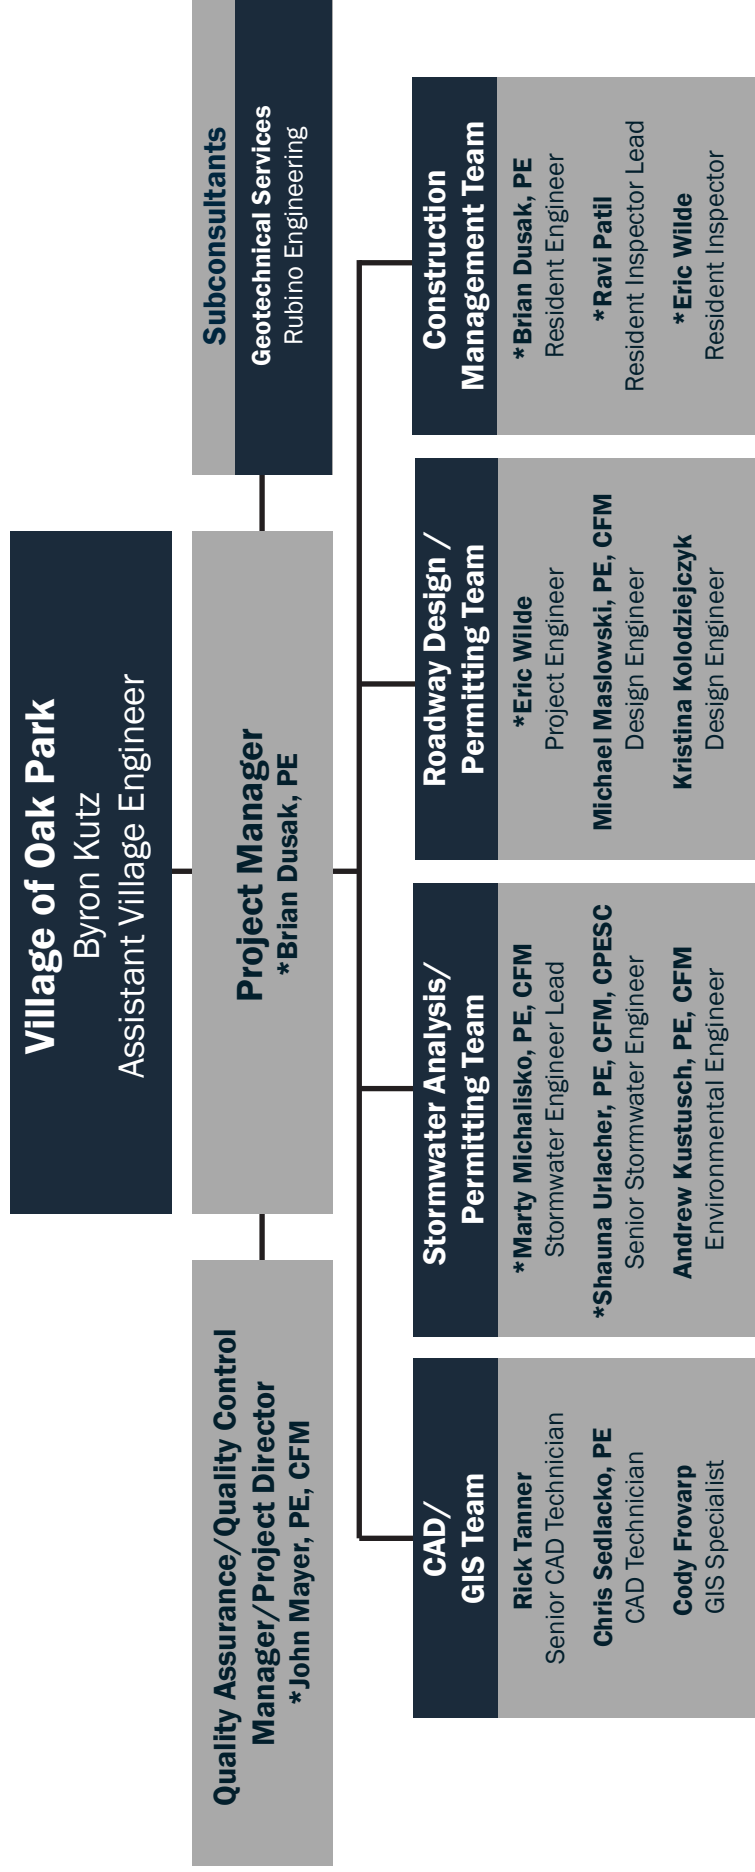 Village of Oak Park
Byron Kutz
Assistant Village Engineer
Quality Assurance/Quality Control
Manager/Project Director
*John Mayer, PE, CFM
Project Manager
*Brian Dusak, PE
Subconsultants
Geotechnical Services
Rubino Engineering
CAD/
GIS Team
Rick Tanner
Senior CAD Technician
Chris Sedlacko, PE
CAD Technician
Cody Frovarp
GIS Specialist
Stormwater Analysis/
Permitting Team
*Marty Michalisko, PE, CFM
Stormwater Engineer Lead
*Shauna Urlacher, PE, CFM, CPESC
Senior Stormwater Engineer
Andrew Kustusch, PE, CFM
Environmental Engineer
Roadway Design /
Permitting Team
*Eric Wilde
Project Engineer
Michael Maslowski, PE, CFM
Design Engineer
Kristina Kolodziejczyk
Design Engineer
Construction
Management Team
*Brian Dusak, PE
Resident Engineer
*Ravi Patil
Resident Inspector Lead
*Eric Wilde
Resident Inspector